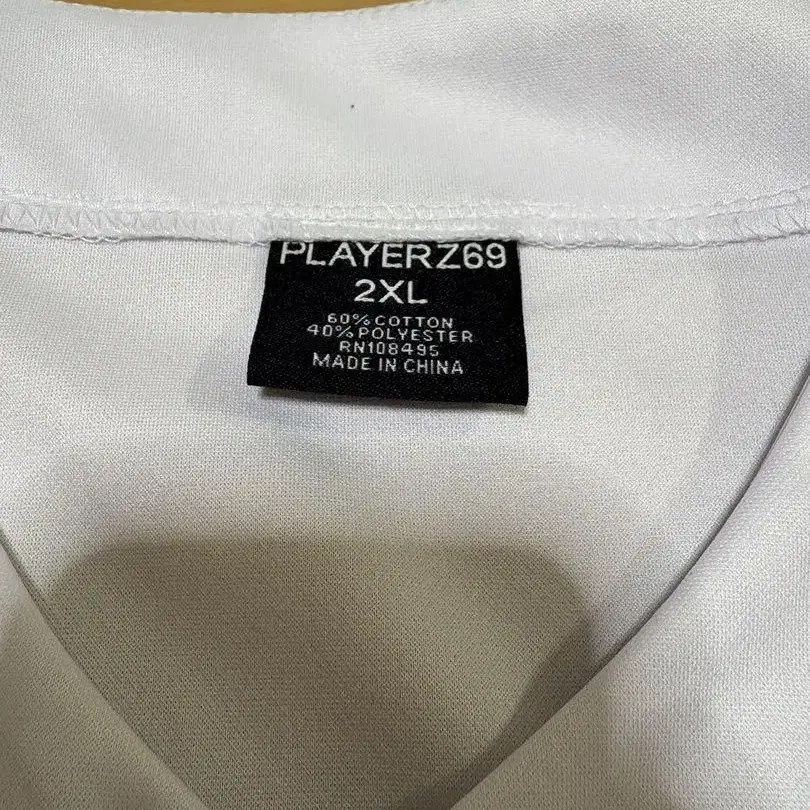 PLAYERZ69
2XL
60%COTTON
40%POLYESTER
RN108495
MADE IN CHINA